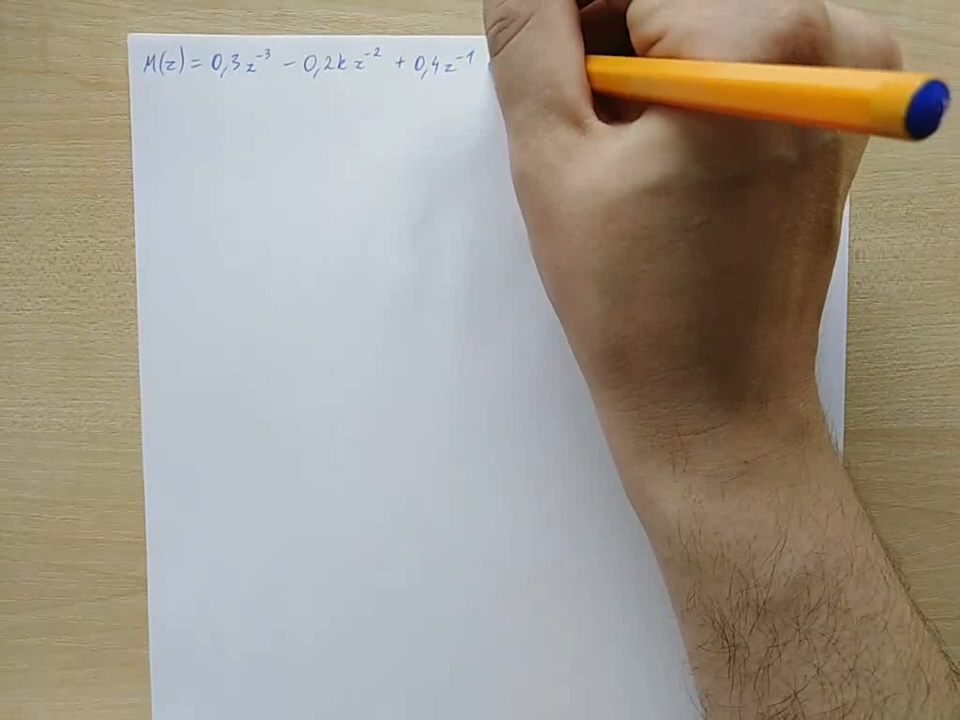 M(z) = 0,3z⁻³ - 0,2kz⁻² + 0,4z⁻¹